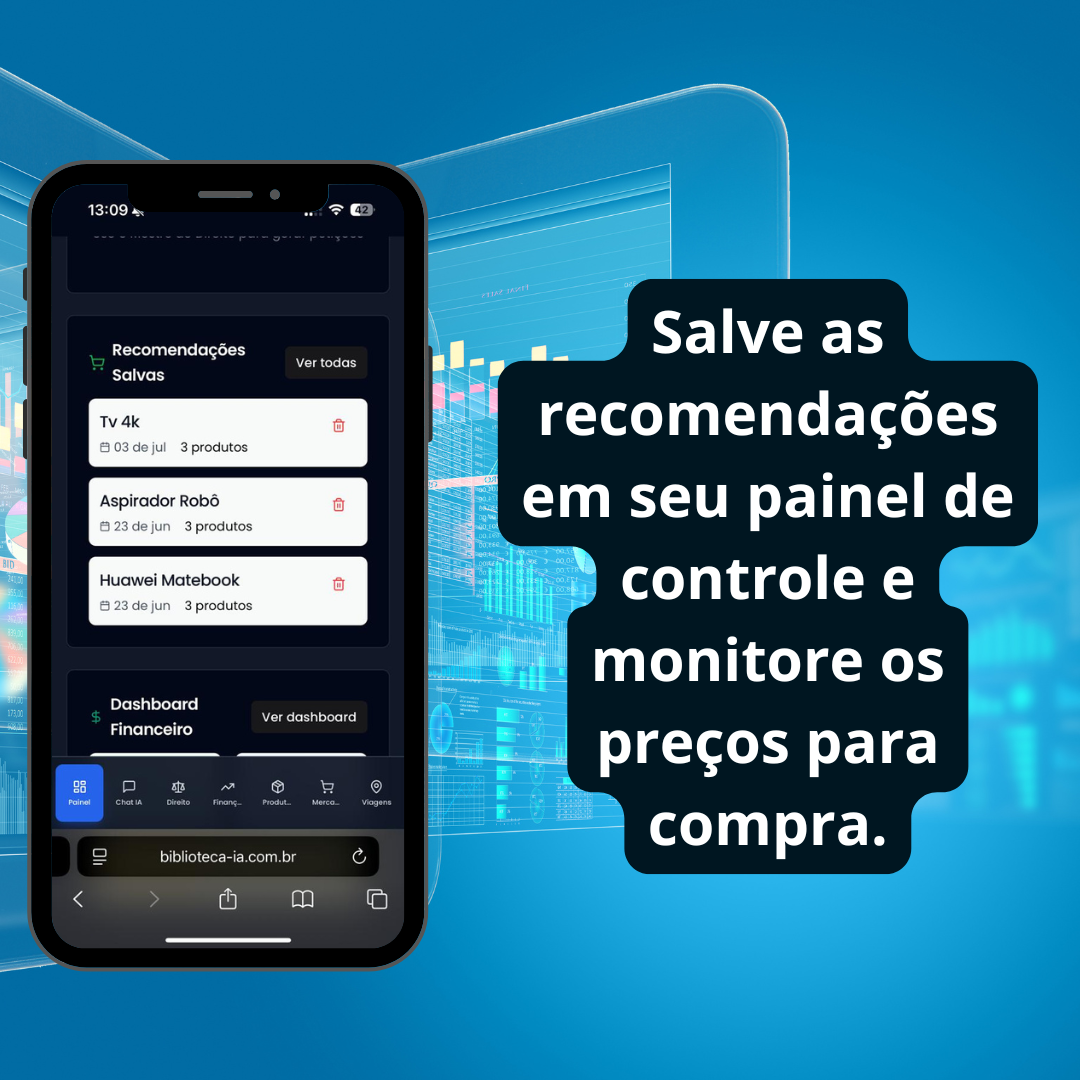 13:09
42
Recomendações
Salvas
Ver todas
Tv 4k
03 de jul 3 produtos
Aspirador Robô
23 de jun 3 produtos
Huawei Matebook
23 de jun 3 produtos
Dashboard
Financeiro
Ver dashboard
Painel
Chat IA
Direito
Finanç...
Produt...
Merca...
Viagens
biblioteca-ia.com.br
Salve as
recomendações
em seu painel de
controle e
monitore os
preços para
compra.